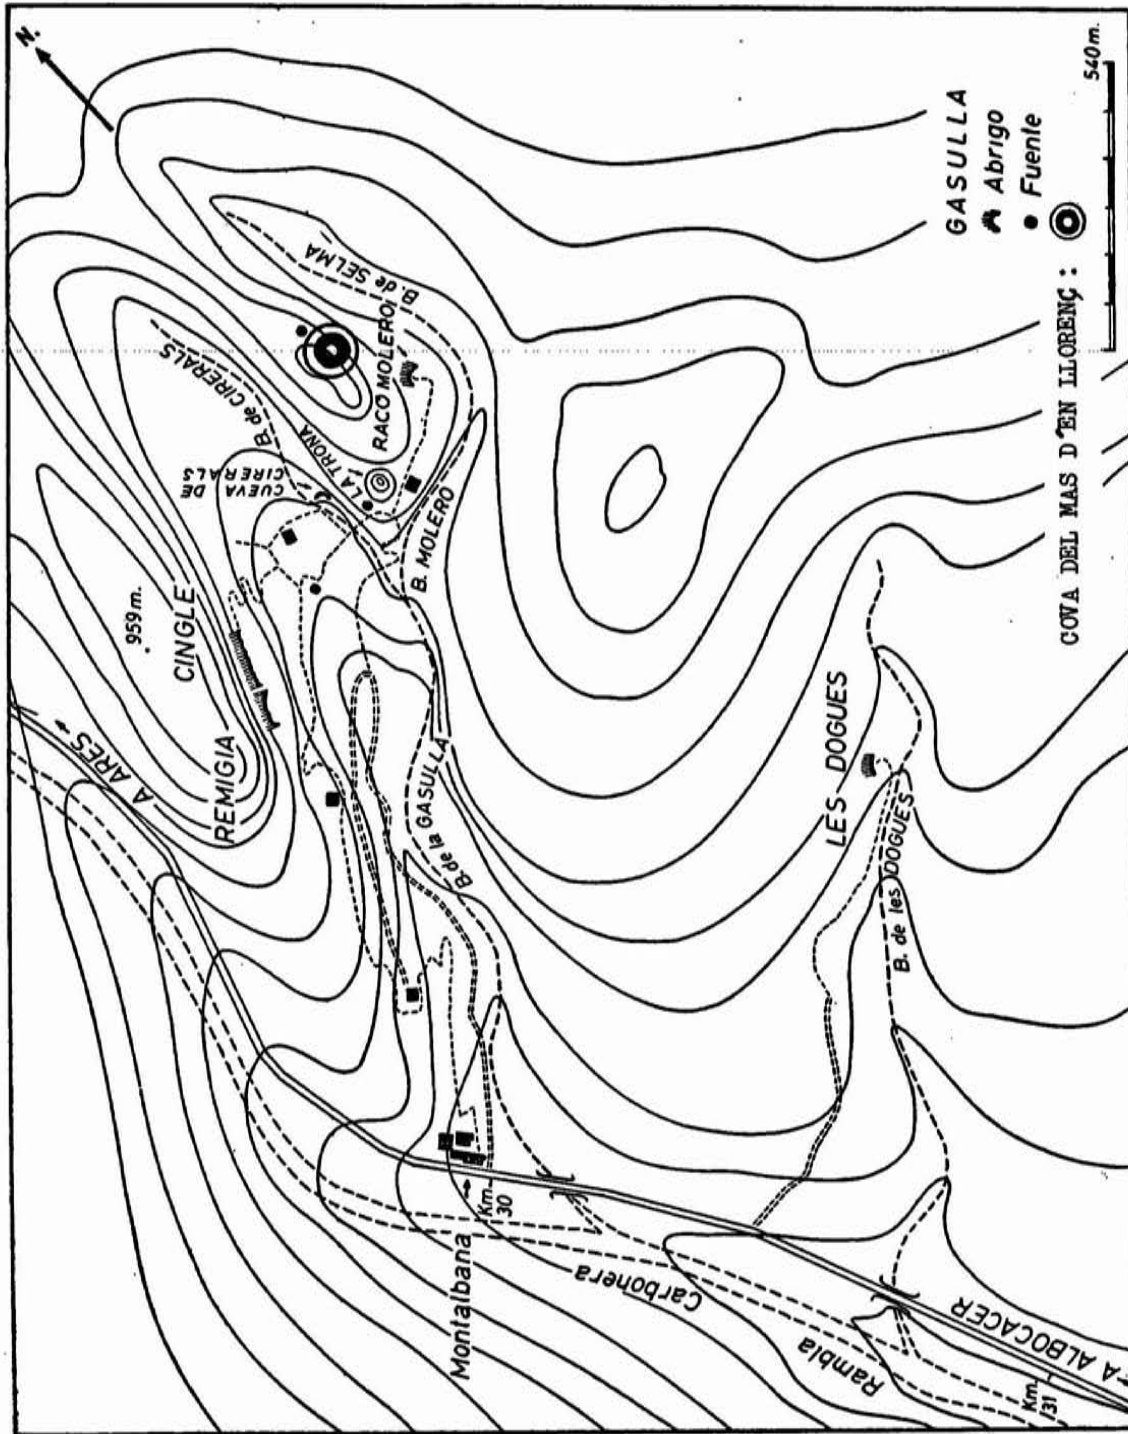 N.
540m.
GASULLA
Abrigo
Fuente
COVA DEL MAS D'EN LLORENÇ :
B. de SELMA
RACO MOLERO
B. de CIRERALS
LA TRONA
CUEVA DE
CIRERALS
B. MOLERO
959 m.
CINGLE
REMIGIA
A ARES
B. de la GASULLA
LES DOGUES
B. de les DOGUES
Montalbana
Km.
30
Carbonera
Rambla
A ALBOCACER
Km.
31